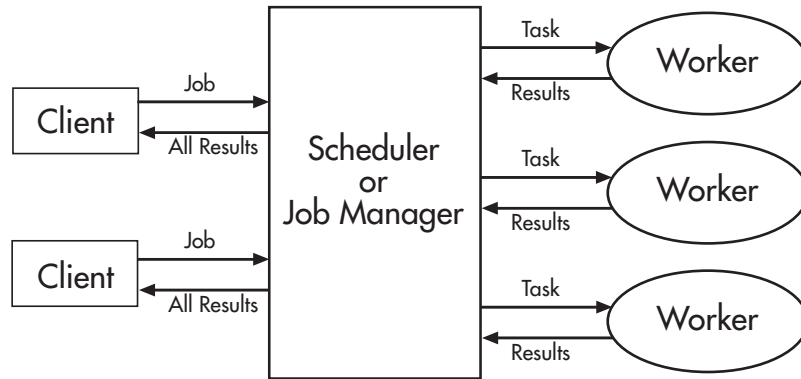 Client
Job
All Results
Client
Job
All Results
Scheduler
or
Job Manager
Task
Results
Worker
Task
Results
Worker
Task
Results
Worker